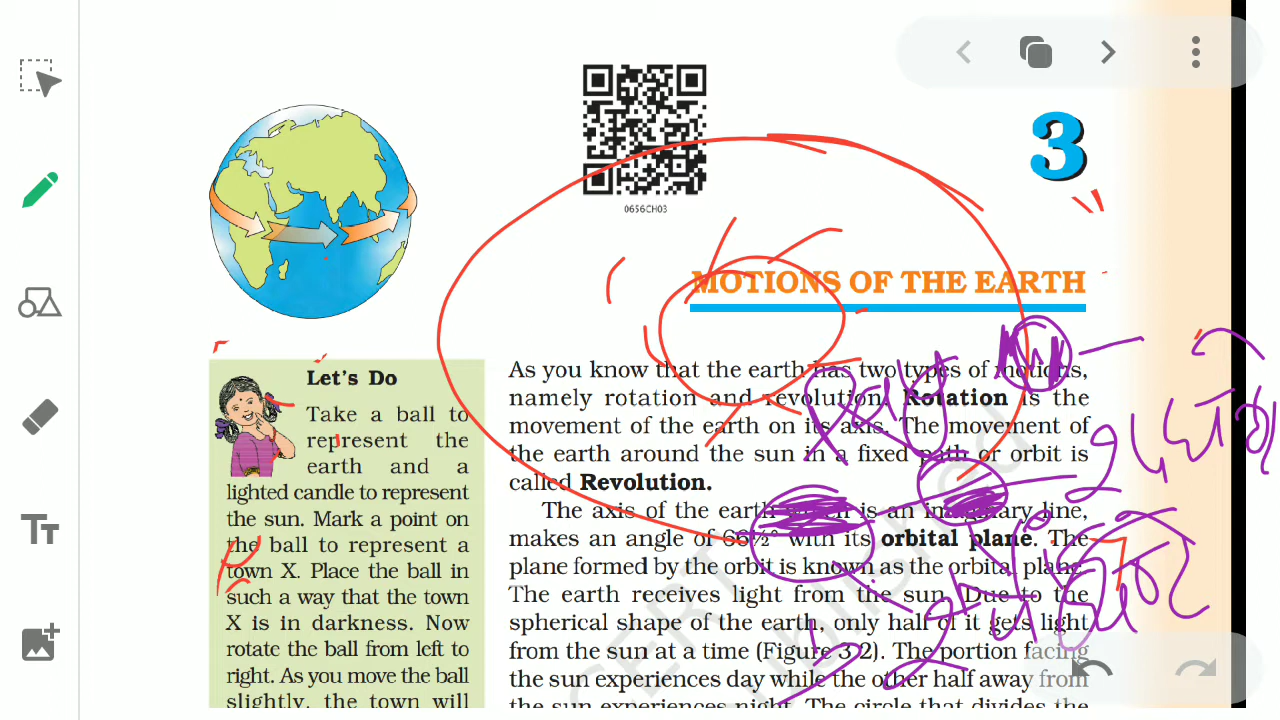 3
0656CH03
MOTIONS OF THE EARTH
Let's Do
Take a ball to
represent the
earth and a
lighted candle to represent
the sun. Mark a point on
the ball to represent a
town X. Place the ball in
such a way that the town
X is in darkness. Now
rotate the ball from left to
right. As you move the ball
slightly, the town will
As you know that the earth has two types of motions,
namely rotation and revolution. Rotation is the
movement of the earth on its axis. The movement of
the earth around the sun in a fixed path or orbit is
called Revolution.
The axis of the earth which is an imaginary line,
makes an angle of 66½° with its orbital plane. The
plane formed by the orbit is known as the orbital plane.
The earth receives light from the sun. Due to the
spherical shape of the earth, only half of it gets light
from the sun at a time (Figure 3.2). The portion facing
the sun experiences day while the other half away from
the sun experiences night. The circle that divides the
Tt